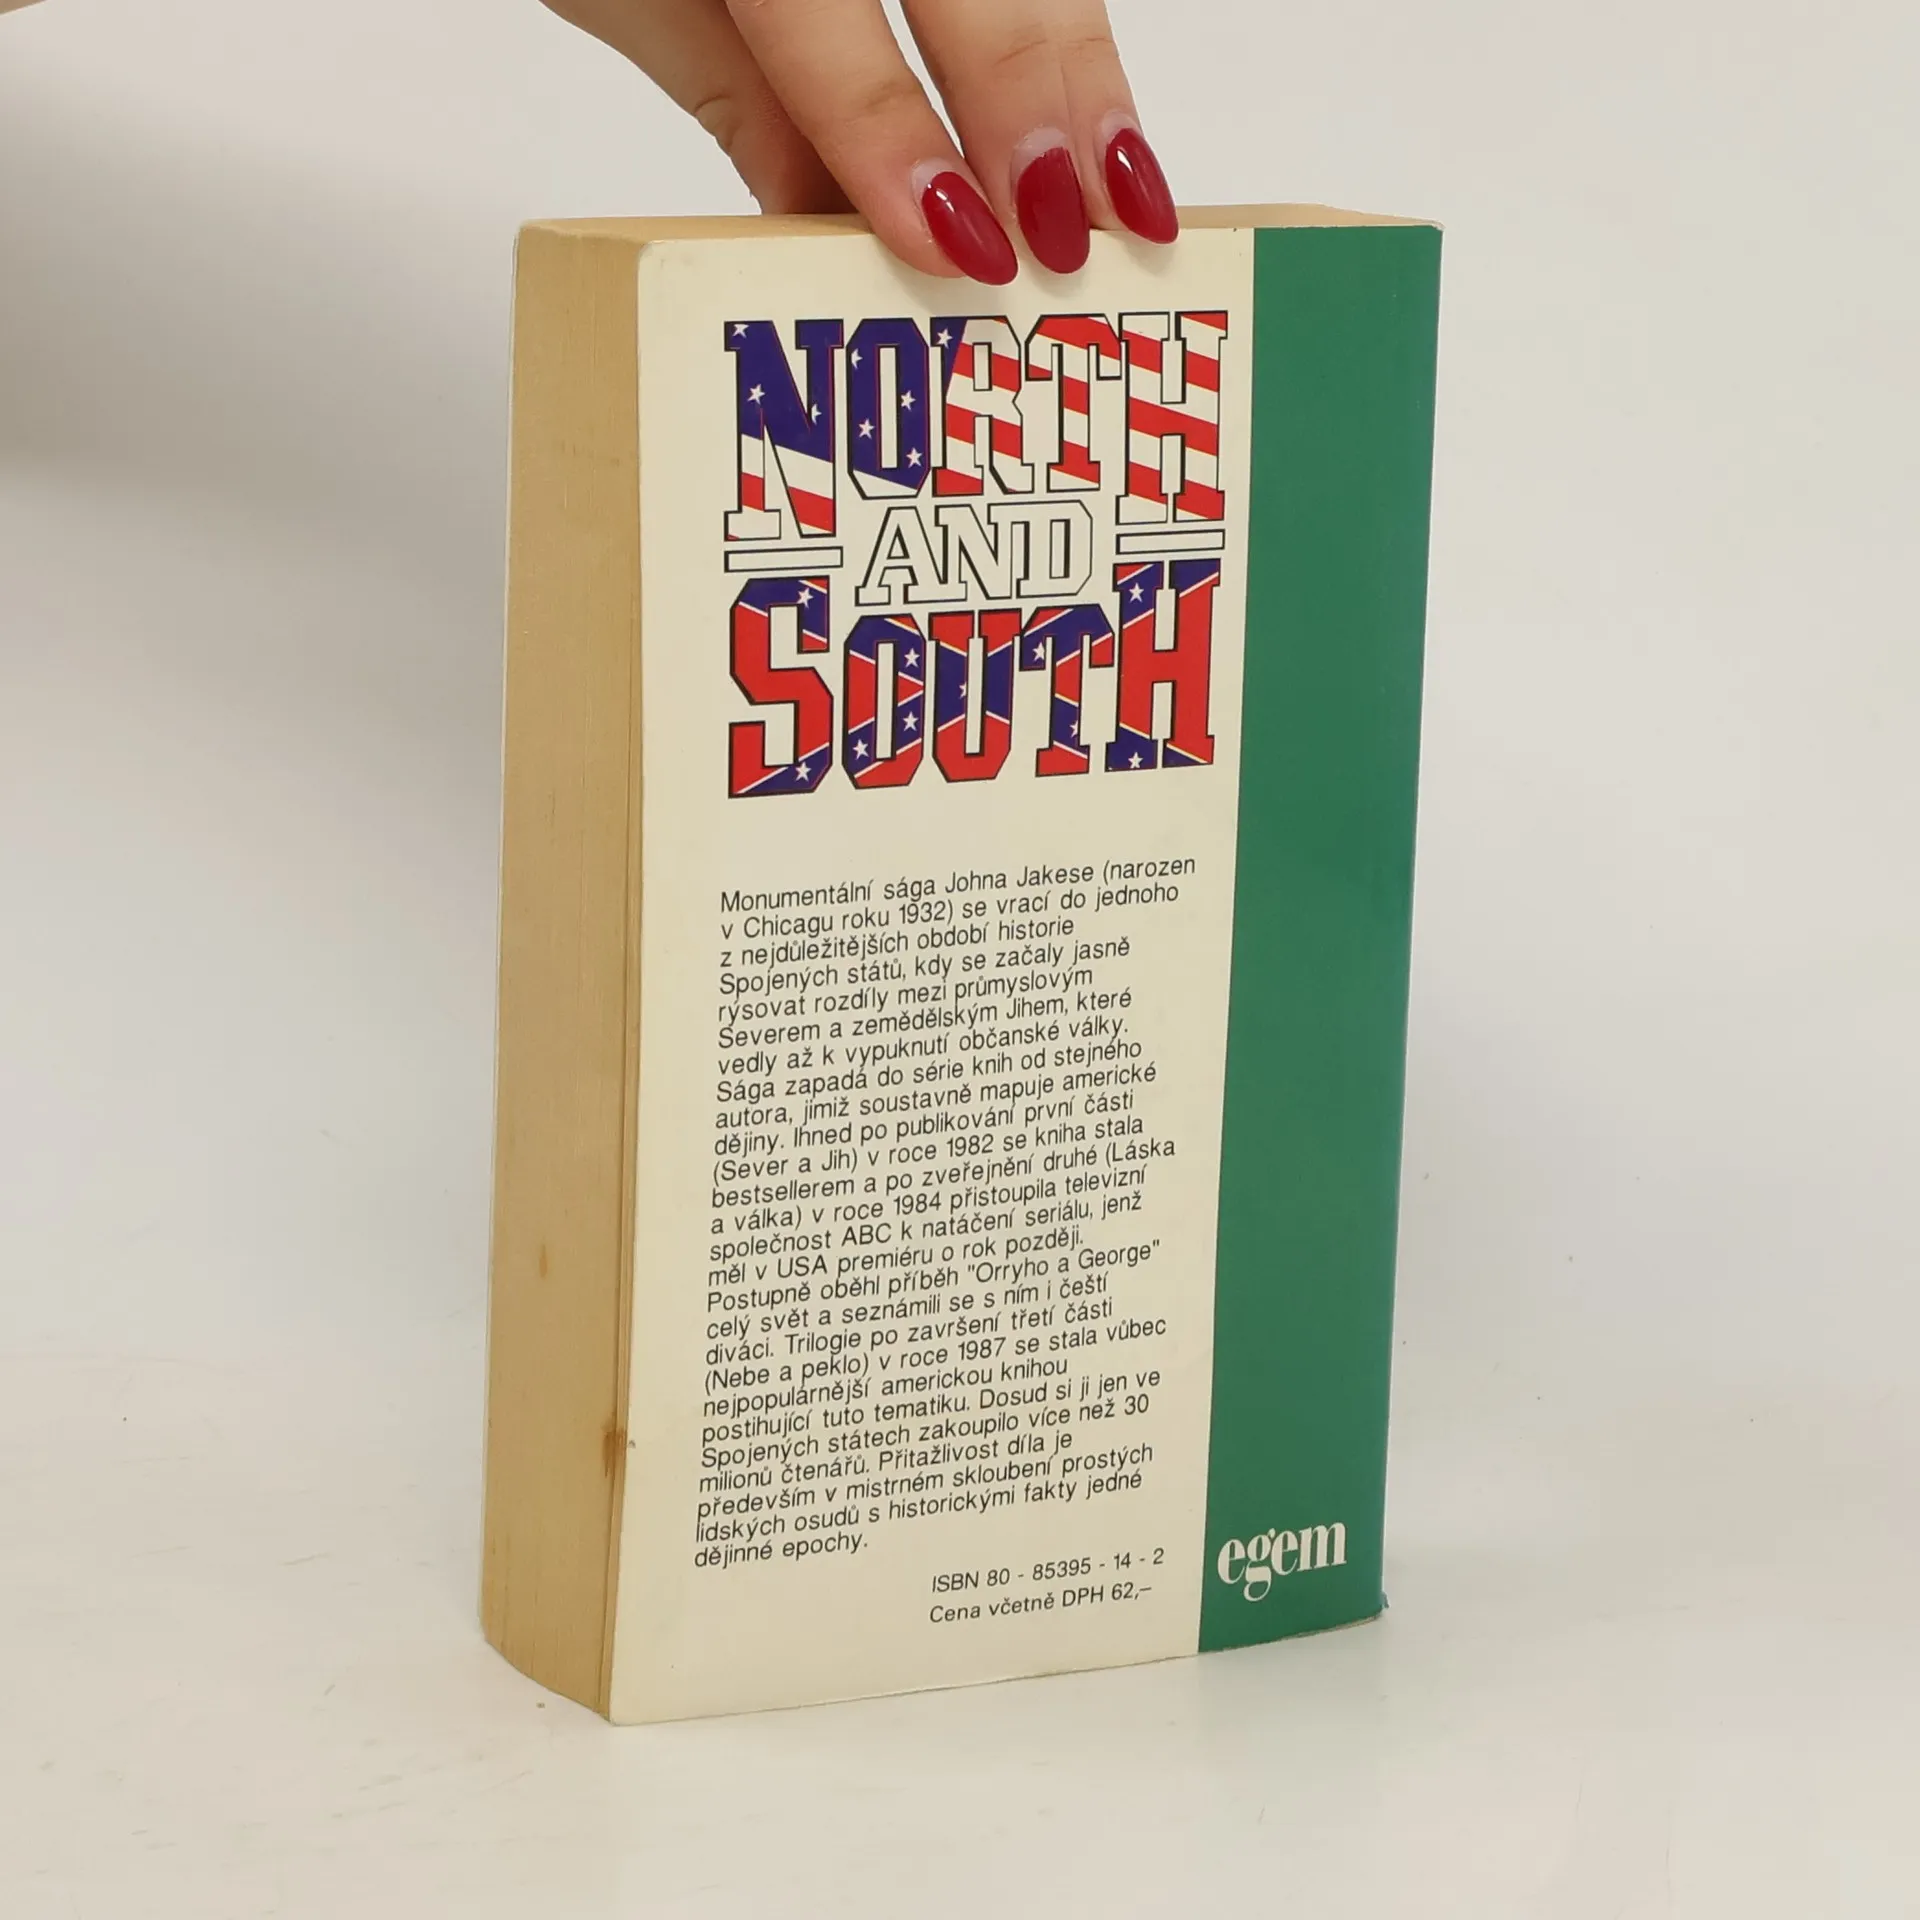 NORTH
AND
SOUTH
Monumentální sága Johna Jakese (narozen
v Chicagu roku 1932) se vrací do jednoho
z nejdůležitějších období historie
Spojených států, kdy se začaly jasně
rýsovat rozdíly mezi průmyslovým
Severem a zemědělským Jihem, které
vedly až k vypuknutí občanské války.
Sága zapadá do série knih od stejného
autora, jimiž soustavně mapuje americké
dějiny. Ihned po publikování první části
(Sever a Jih) v roce 1982 se kniha stala
bestsellerem a po zveřejnění druhé (Láska
a válka) v roce 1984 přistoupila televizní
společnost ABC k natáčení seriálu, jenž
měl v USA premiéru o rok později.
Postupně oběhl příběh "Orryho a George"
celý svět a seznámili se s ním i čeští
diváci. Trilogie po završení třetí části
(Nebe a peklo) v roce 1987 se stala vůbec
nejpopulárnější americkou knihou
postihující tuto tematiku. Dosud si ji jen ve
Spojených státech zakoupilo více než 30
milionů čtenářů. Přitažlivost díla je
především v mistrném skloubení prostých
lidských osudů s historickými fakty jedné
dějinné epochy.
ISBN 80 - 85395 - 14 - 2
Cena včetně DPH 62,–
egem